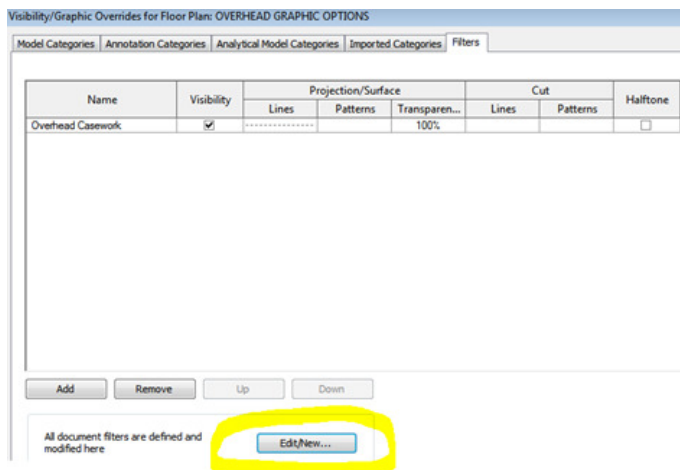 Visibility/Graphic Overrides for Floor Plan: OVERHEAD GRAPHIC OPTIONS
Model Categories Annotation Categories Analytical Model Categories Imported Categories Filters
Name Visibility Projection/Surface Cut Halftone
Lines Patterns Transparen... Lines Patterns
Overhead Casework 100%
Add Remove Up Down
All document filters are defined and
modified here
Edit/New...